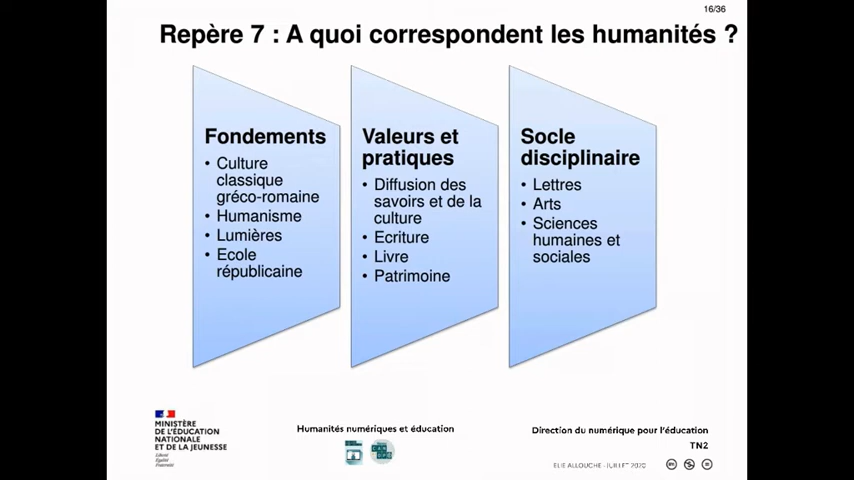 16/36
Repère 7 : A quoi correspondent les humanités ?
Fondements
• Culture
classique
gréco-romaine
• Humanisme
• Lumières
• Ecole
républicaine
Valeurs et
pratiques
• Diffusion des
savoirs et de la
culture
• Ecriture
• Livre
• Patrimoine
Socle
disciplinaire
• Lettres
• Arts
• Sciences
humaines et
sociales
MINISTÈRE
DE L'ÉDUCATION
NATIONALE
ET DE LA JEUNESSE
Liberté
Égalité
Fraternité
Humanités numériques et éducation
Direction du numérique pour l'éducation
TN2
ELIE ALLOUCHE - JUILLET 2020